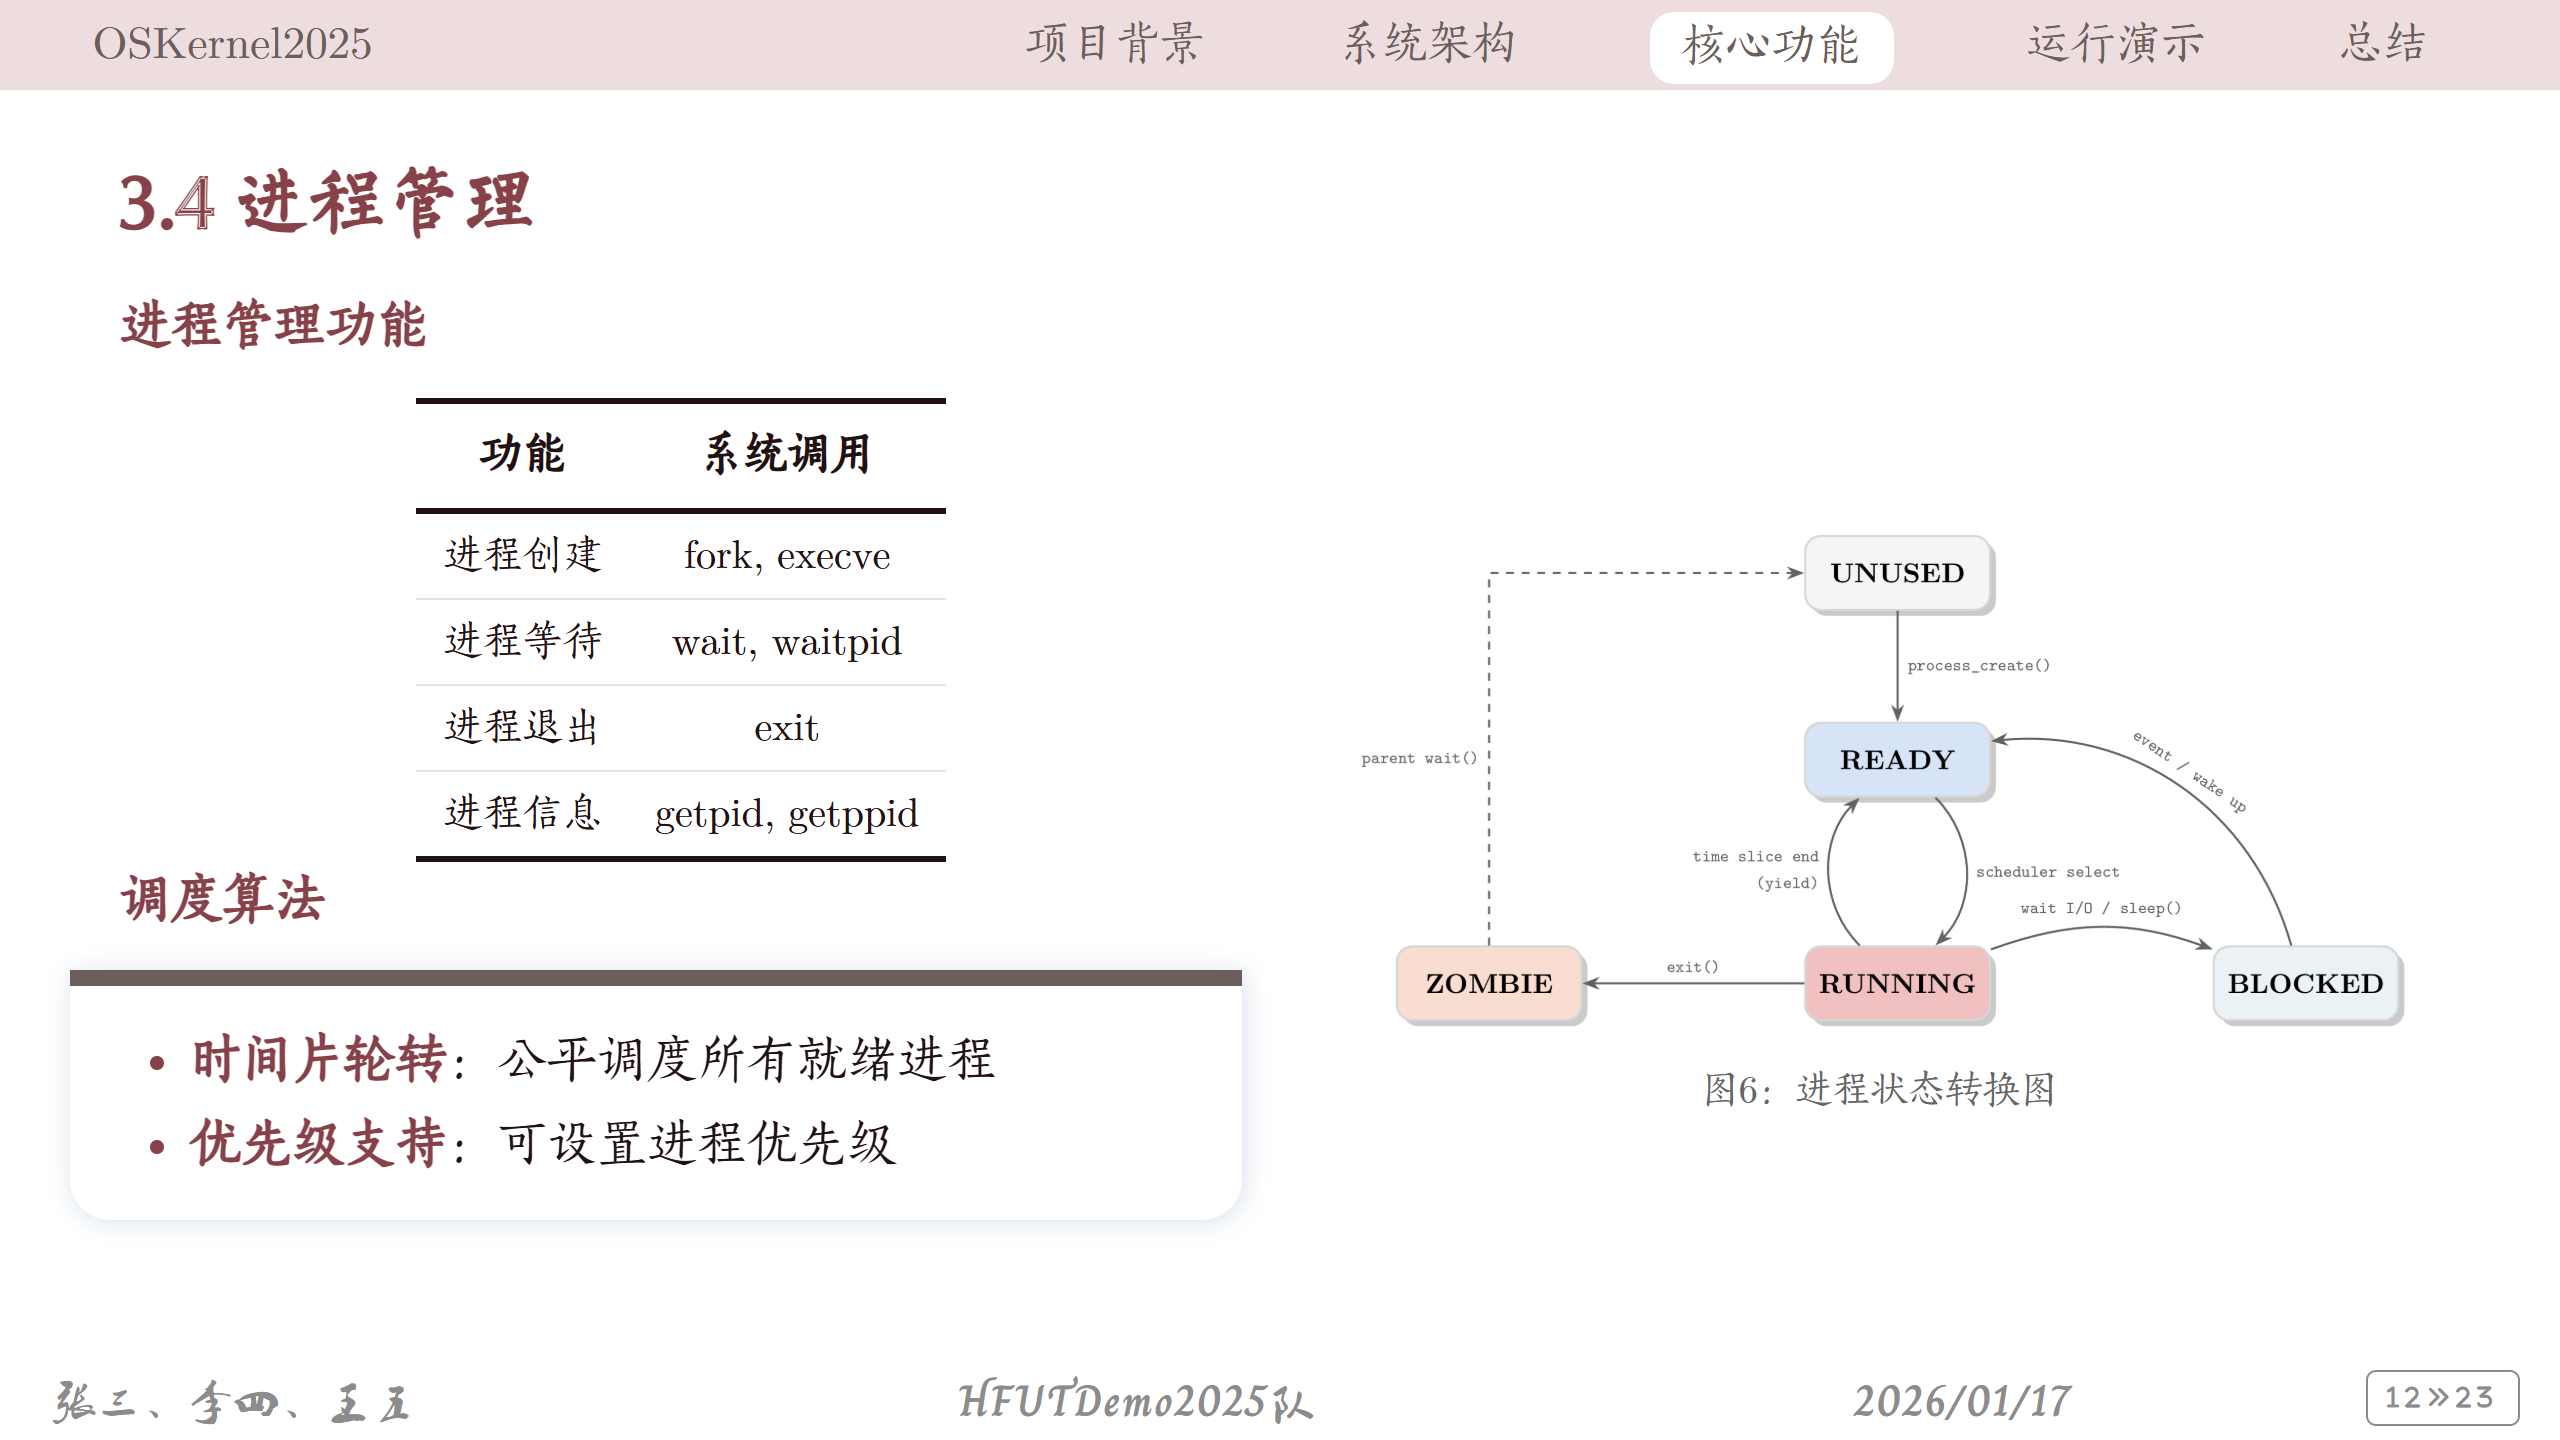 OSKernel2025 项目背景 系统架构 核心功能 运行演示 总结
3.4 进程管理
进程管理功能
功能 系统调用
进程创建 fork, execve
进程等待 wait, waitpid
进程退出 exit
进程信息 getpid, getppid
调度算法
• 时间片轮转：公平调度所有就绪进程
• 优先级支持：可设置进程优先级
UNUSED
process_create()
parent wait()
READY
event / wake up
time slice end
(yield)
scheduler select
wait I/O / sleep()
ZOMBIE
exit()
RUNNING
BLOCKED
图6：进程状态转换图
张三、李四、王五 HFUTDemo2025队 2026/01/17 12»23